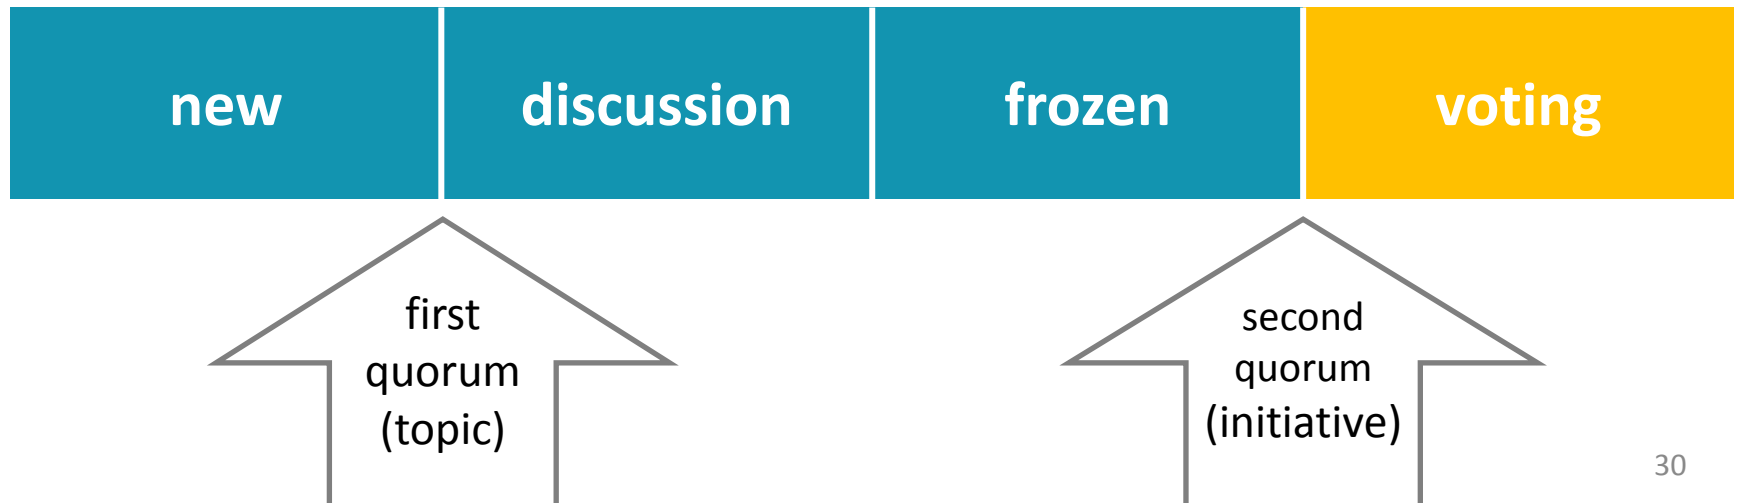 new
discussion
frozen
voting
first
quorum
(topic)
second
quorum
(initiative)
30